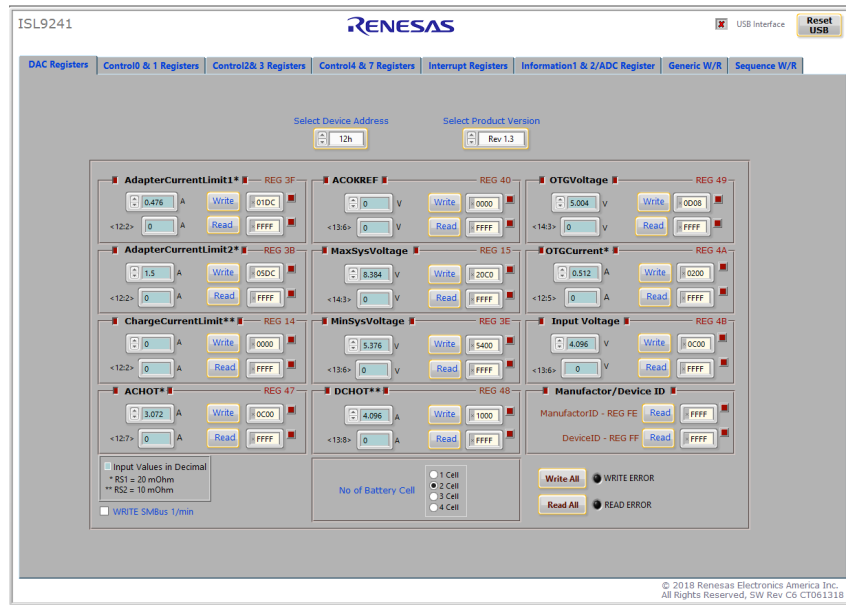 ISL9241
RENESAS
USB Interface
Reset USB
DAC Registers
Control0 & 1 Registers
Control2& 3 Registers
Control4 & 7 Registers
Interrupt Registers
Information1 & 2/ADC Register
Generic W/R
Sequence W/R
Select Device Address
Select Product Version
12h
Rev 1.3
AdapterCurrentLimit1* REG 3F
0.476 A Write 01DC
<12:2> 0 A Read FFFF
ACOKREF REG 40
0 V Write 0000
<13:6> 0 V Read FFFF
OTGVoltage REG 49
5.004 V Write 0D08
<14:3> 0 V Read FFFF
AdapterCurrentLimit2* REG 3B
1.5 A Write 05DC
<12:2> 0 A Read FFFF
MaxSysVoltage REG 15
8.384 V Write 20C0
<14:3> 0 V Read FFFF
OTGCurrent* REG 4A
0.512 A Write 0200
<12:5> 0 A Read FFFF
ChargeCurrentLimit** REG 14
0 A Write 0000
<12:2> 0 A Read FFFF
MinSysVoltage REG 3E
5.376 V Write 5400
<13:6> 0 V Read FFFF
Input Voltage REG 4B
4.096 V Write 0C00
<13:6> 0 V Read FFFF
ACHOT* REG 47
3.072 A Write 0C00
<12:7> 0 A Read FFFF
DCHOT** REG 48
4.096 A Write 1000
<13:8> 0 A Read FFFF
Manufactor/Device ID
ManufactorID - REG FE Read FFFF
DeviceID - REG FF Read FFFF
Input Values in Decimal
* RS1 = 20 mOhm
** RS2 = 10 mOhm
WRITE SMBus 1/min
No of Battery Cell
1 Cell
2 Cell
3 Cell
4 Cell
Write All WRITE ERROR
Read All READ ERROR
© 2018 Renesas Electronics America Inc.
All Rights Reserved, SW Rev C6 CT061318